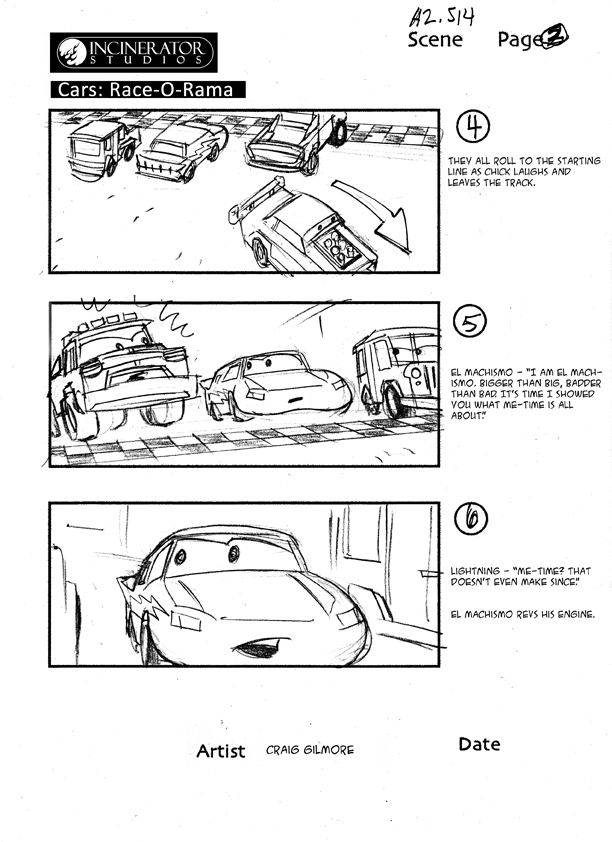 A2.514
Scene Page 3
INCINERATOR
STUDIOS
Cars: Race-O-Rama
4
THEY ALL ROLL TO THE STARTING
LINE AS CHICK LAUGHS AND
LEAVES THE TRACK.
5
EL MACHISMO - "I AM EL MACH-
ISMO. BIGGER THAN BIG, BADDER
THAN BAD IT'S TIME I SHOWED
YOU WHAT ME-TIME IS ALL
ABOUT."
6
LIGHTNING - "ME-TIME? THAT
DOESN'T EVEN MAKE SINCE."
EL MACHISMO REVS HIS ENGINE.
Artist CRAIG GILMORE
Date